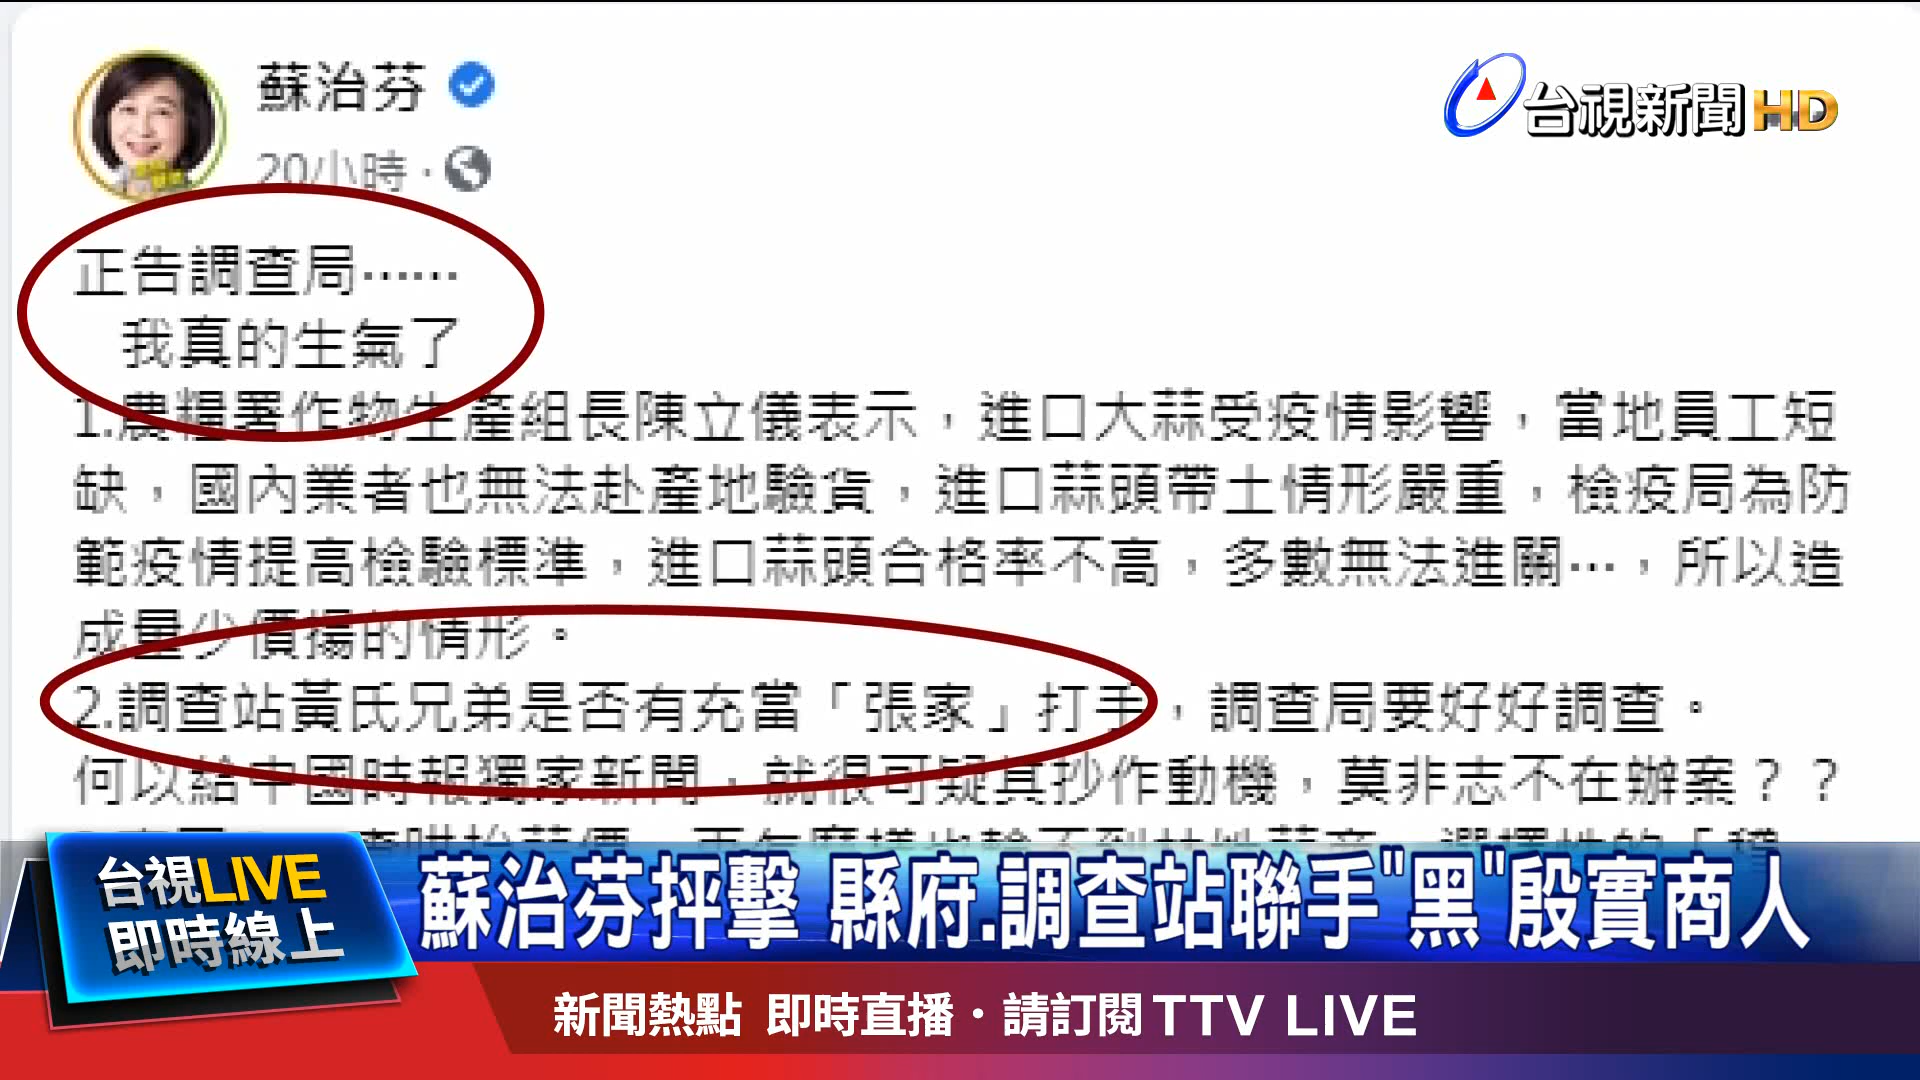 蘇治芬
20小時·
台視新聞HD
正告調查局……
我真的生氣了
1.農糧署作物生產組長陳立儀表示，進口大蒜受疫情影響，當地員工短
缺，國內業者也無法赴產地驗貨，進口蒜頭帶土情形嚴重，檢疫局為防
範疫情提高檢驗標準，進口蒜頭合格率不高，多數無法進關…，所以造
成量少價揚的情形。
2.調查站黃氏兄弟是否有充當「張家」打手，調查局要好好調查。
何以給中國時報獨家新聞，就很可疑其抄作動機，莫非志不在辦案？？
台視LIVE
即時線上
蘇治芬抨擊 縣府.調查站聯手"黑"殷實商人
新聞熱點 即時直播·請訂閱TTV LIVE